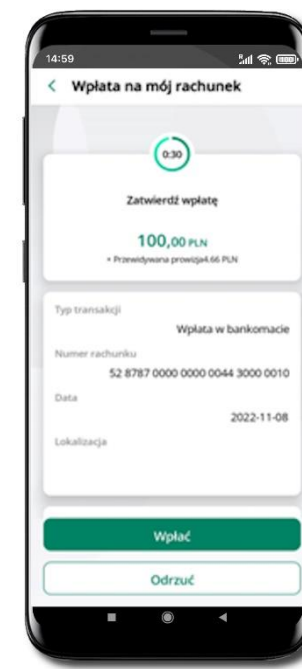 14:59
Wpłata na mój rachunek
0:30
Zatwierdź wpłatę
100,00 PLN
+ Przewidywana prowizja4.66 PLN
Typ transakcji
Wpłata w bankomacie
Numer rachunku
52 8787 0000 0000 0044 3000 0010
Data
2022-11-08
Lokalizacja
Wpłać
Odrzuć